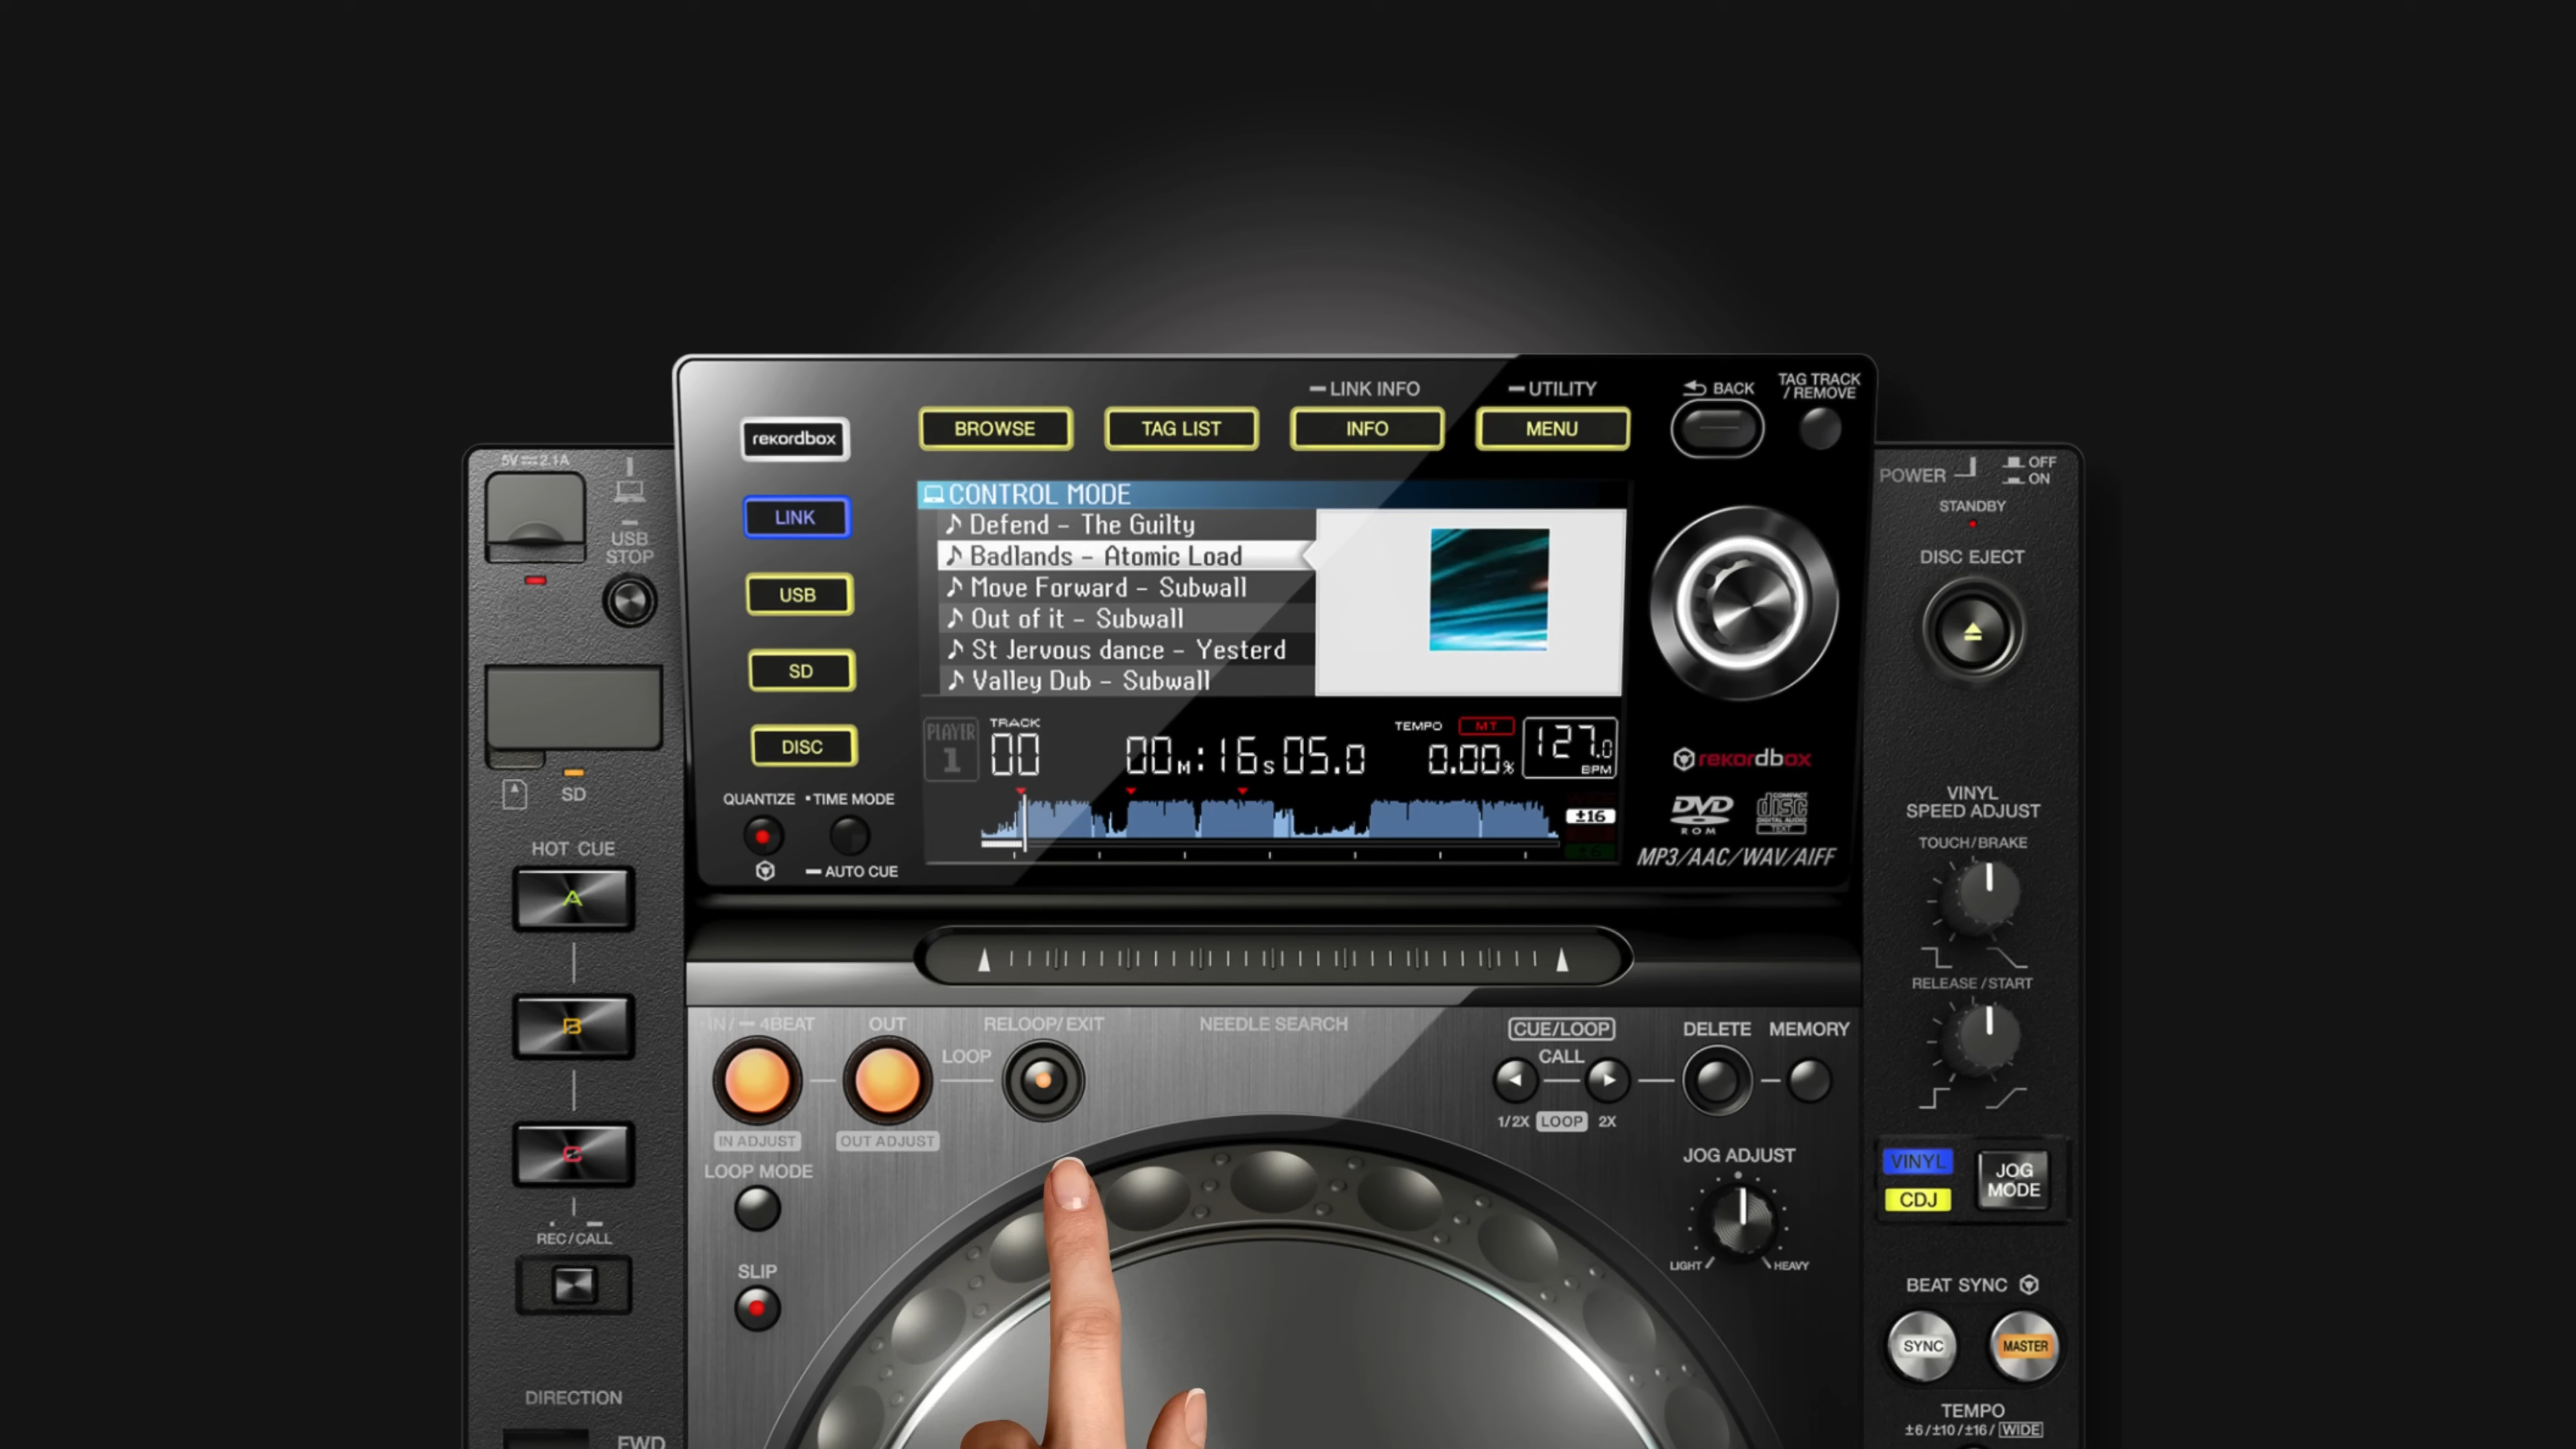 LINK INFO
UTILITY
BACK
TAG TRACK
/ REMOVE
rekordbox
BROWSE
TAG LIST
INFO
MENU
5V 2.1A
POWER
OFF
ON
STANDBY
LINK
CONTROL MODE
Defend - The Guilty
USB
STOP
DISC EJECT
Badlands - Atomic Load
USB
Move Forward - Subwall
Out of it - Subwall
SD
St Jervous dance - Yesterd
Valley Dub - Subwall
DISC
PLAYER
1
TRACK
00
00M:16S05.0
TEMPO
MT
0.00%
127.0
BPM
rekordbox
SD
QUANTIZE
TIME MODE
±16
±6
DVD
ROM
COMPACT
disc
DIGITAL AUDIO
TEXT
VINYL
SPEED ADJUST
HOT CUE
AUTO CUE
MP3/AAC/WAV/AIFF
TOUCH/BRAKE
A
RELEASE/START
B
IN / 4BEAT
OUT
RELOOP/EXIT
NEEDLE SEARCH
CUE/LOOP
DELETE
MEMORY
LOOP
CALL
1/2X
LOOP
2X
IN ADJUST
OUT ADJUST
C
LOOP MODE
JOG ADJUST
VINYL
CDJ
JOG
MODE
REC/CALL
LIGHT
HEAVY
SLIP
BEAT SYNC
SYNC
MASTER
DIRECTION
TEMPO
±6/±10/±16/ WIDE
FWD